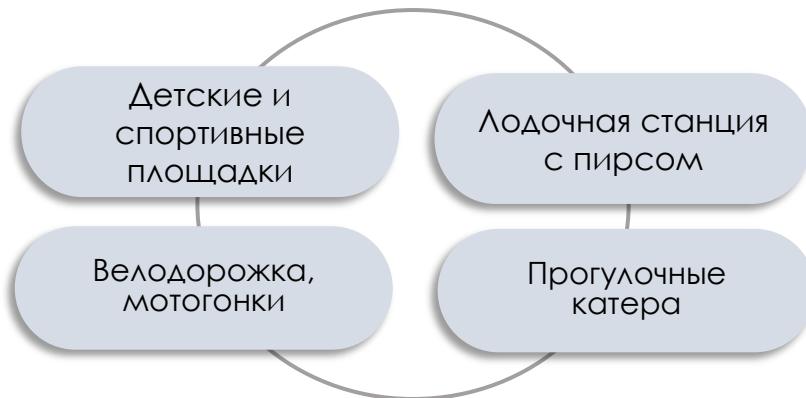 Детские и
спортивные
площадки
Лодочная станция
с пирсом
Велодорожка,
мотогонки
Прогулочные
катера